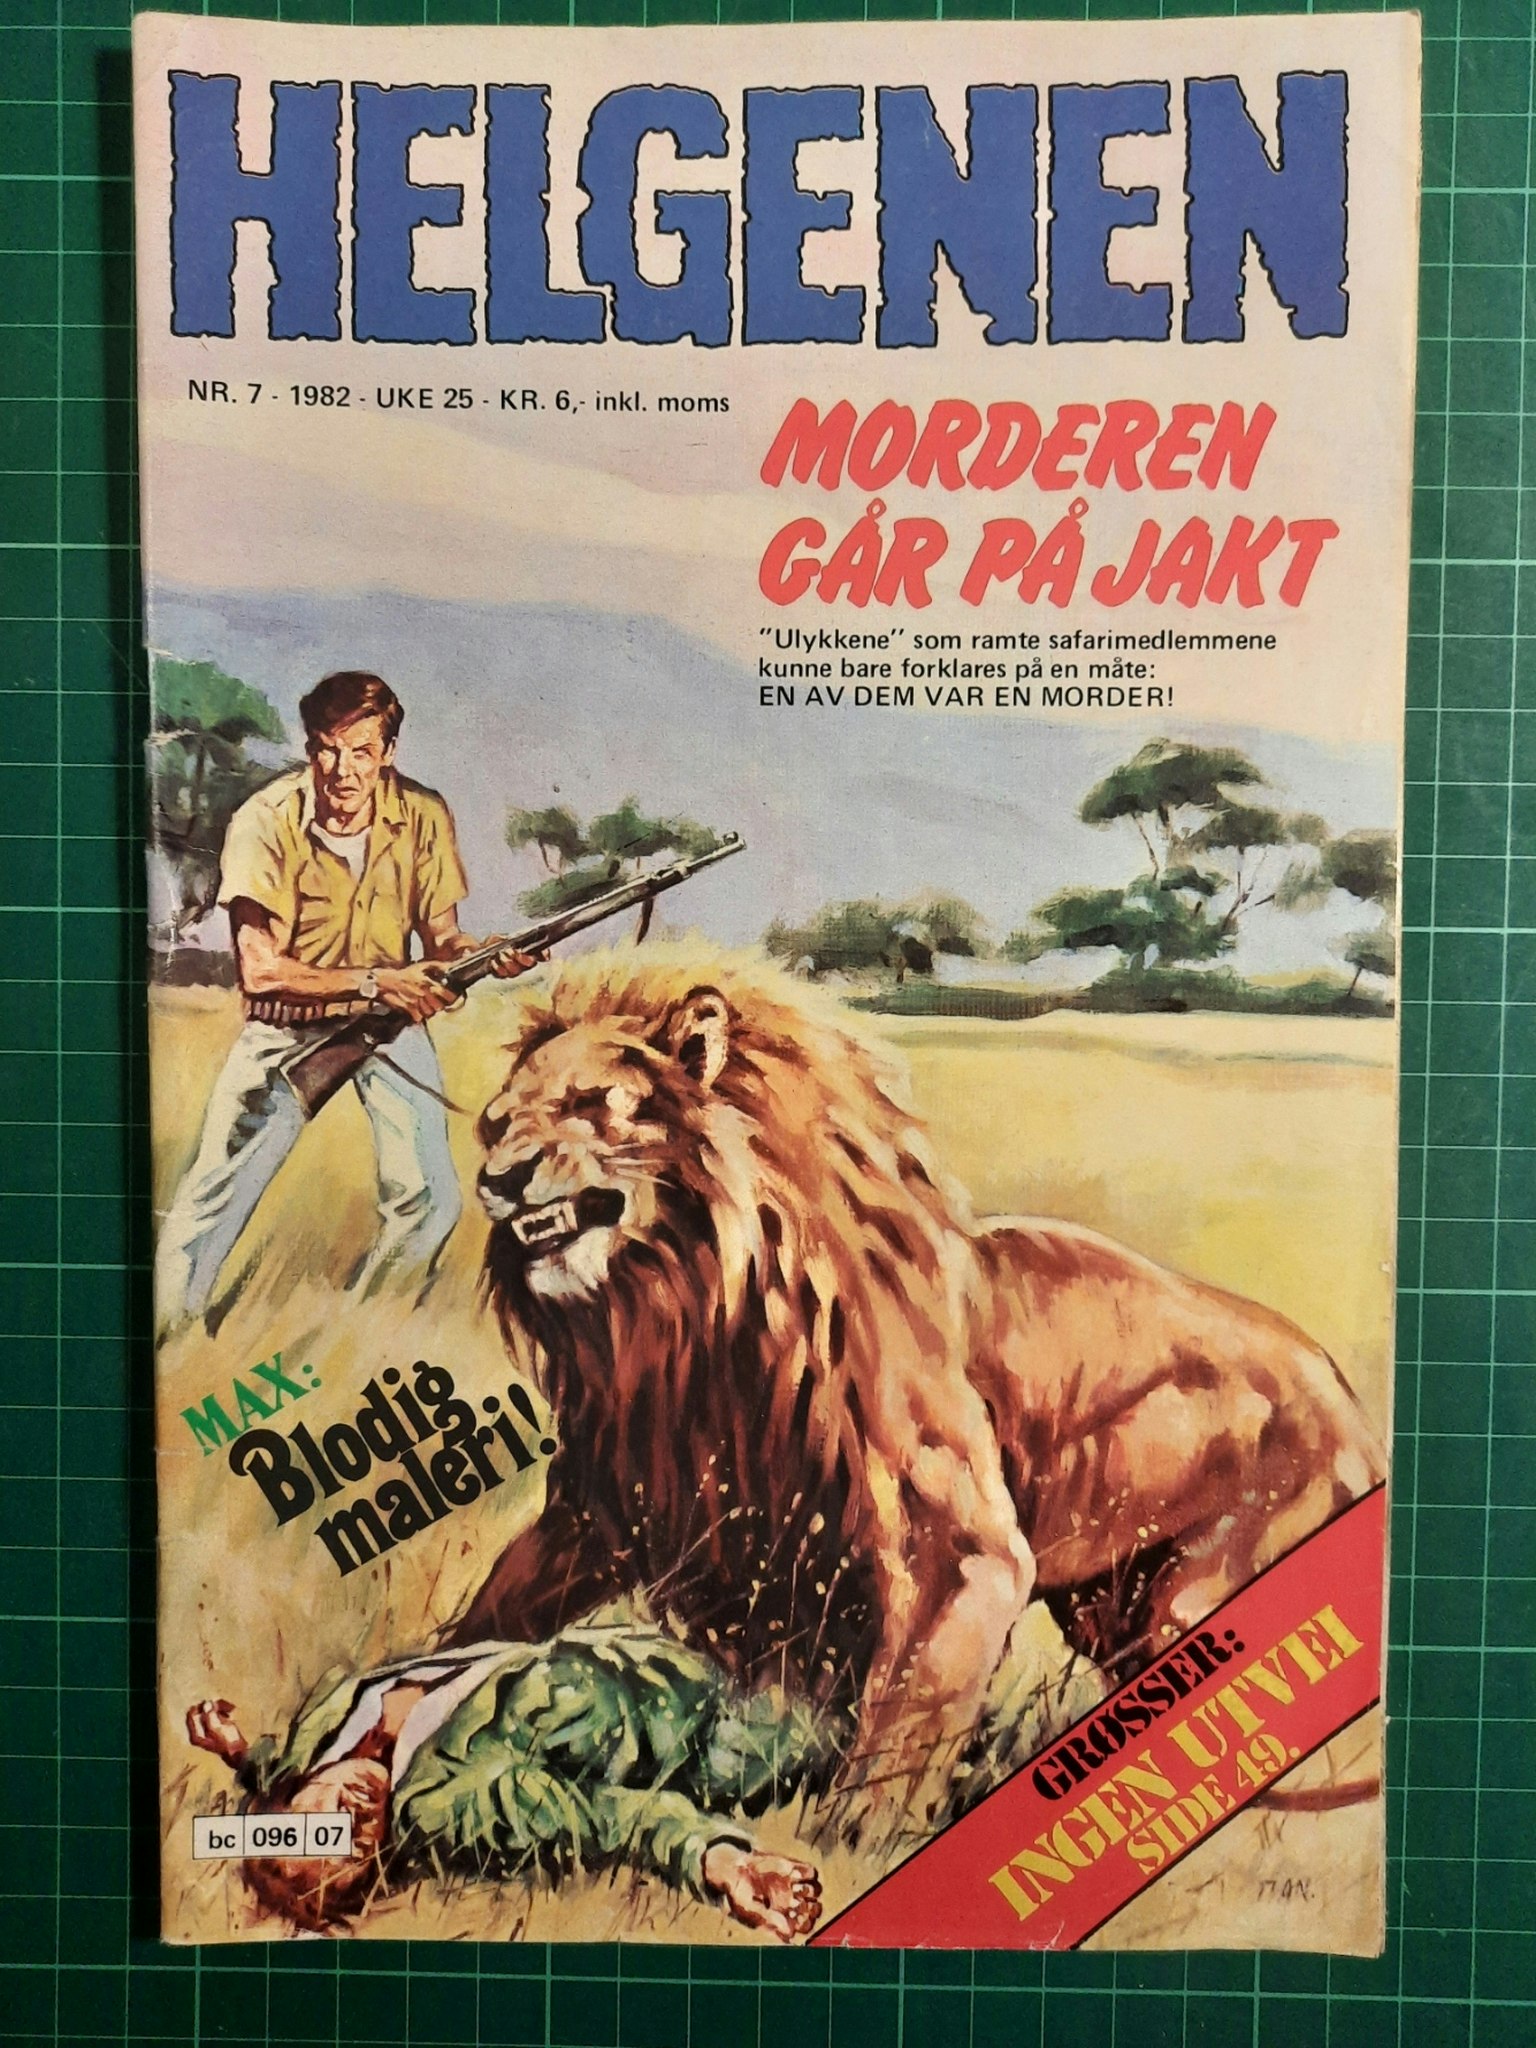 HELGENEN
NR. 7 - 1982 - UKE 25 - KR. 6,- inkl. moms
MORDEREN
GÅR PÅ JAKT
"Ulykkene" som ramte safarimedlemmene
kunne bare forklares på en måte:
EN AV DEM VAR EN MORDER!
MAX:
Blodig
maleri!
GRØSSER:
INGEN UTVEI
SIDE 49.
bc 096 07